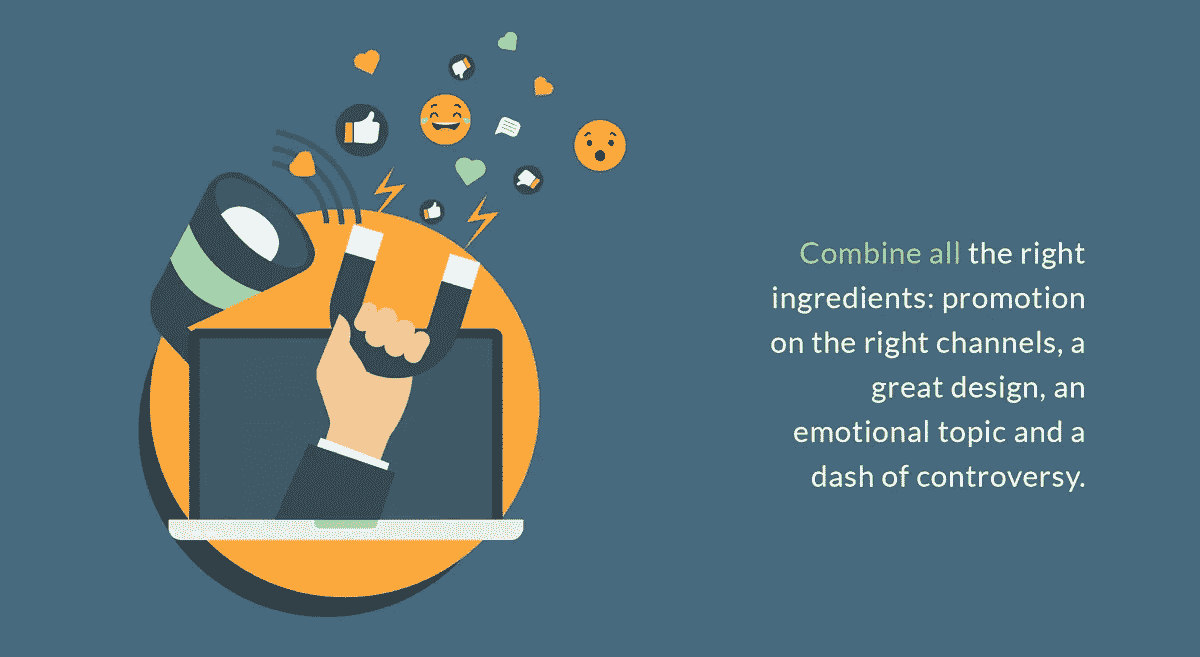 Combine all the right
ingredients: promotion
on the right channels, a
great design, an
emotional topic and a
dash of controversy.